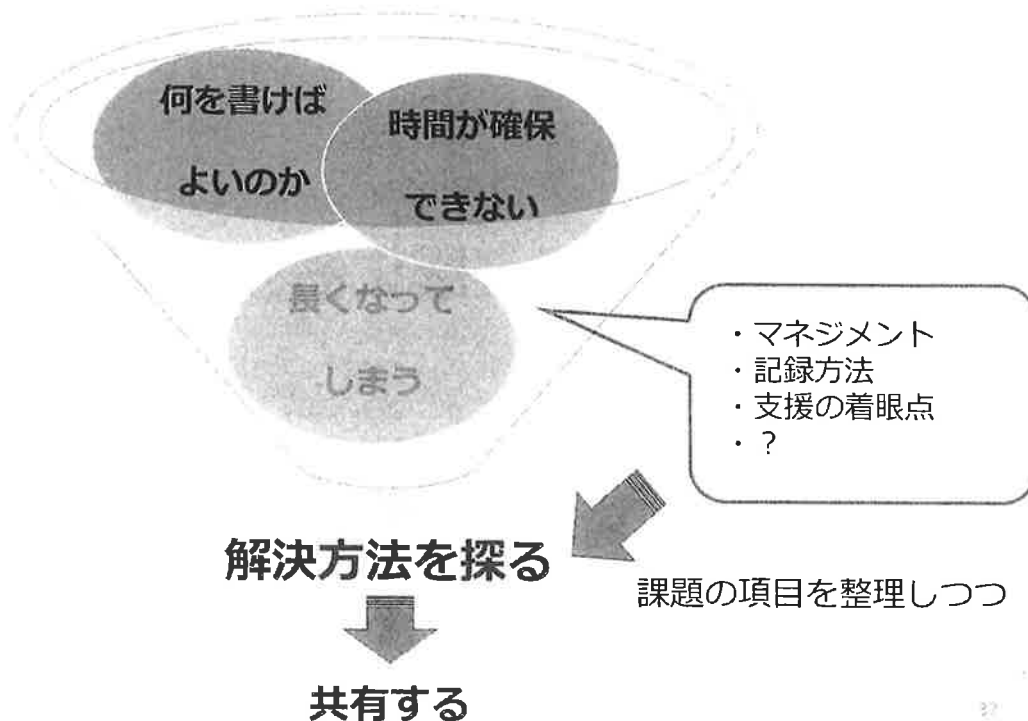 何を書けば
よいのか
時間が確保
できない
長くなって
しまう
・マネジメント
・記録方法
・支援の着眼点
・？
解決方法を探る
課題の項目を整理しつつ
共有する
32